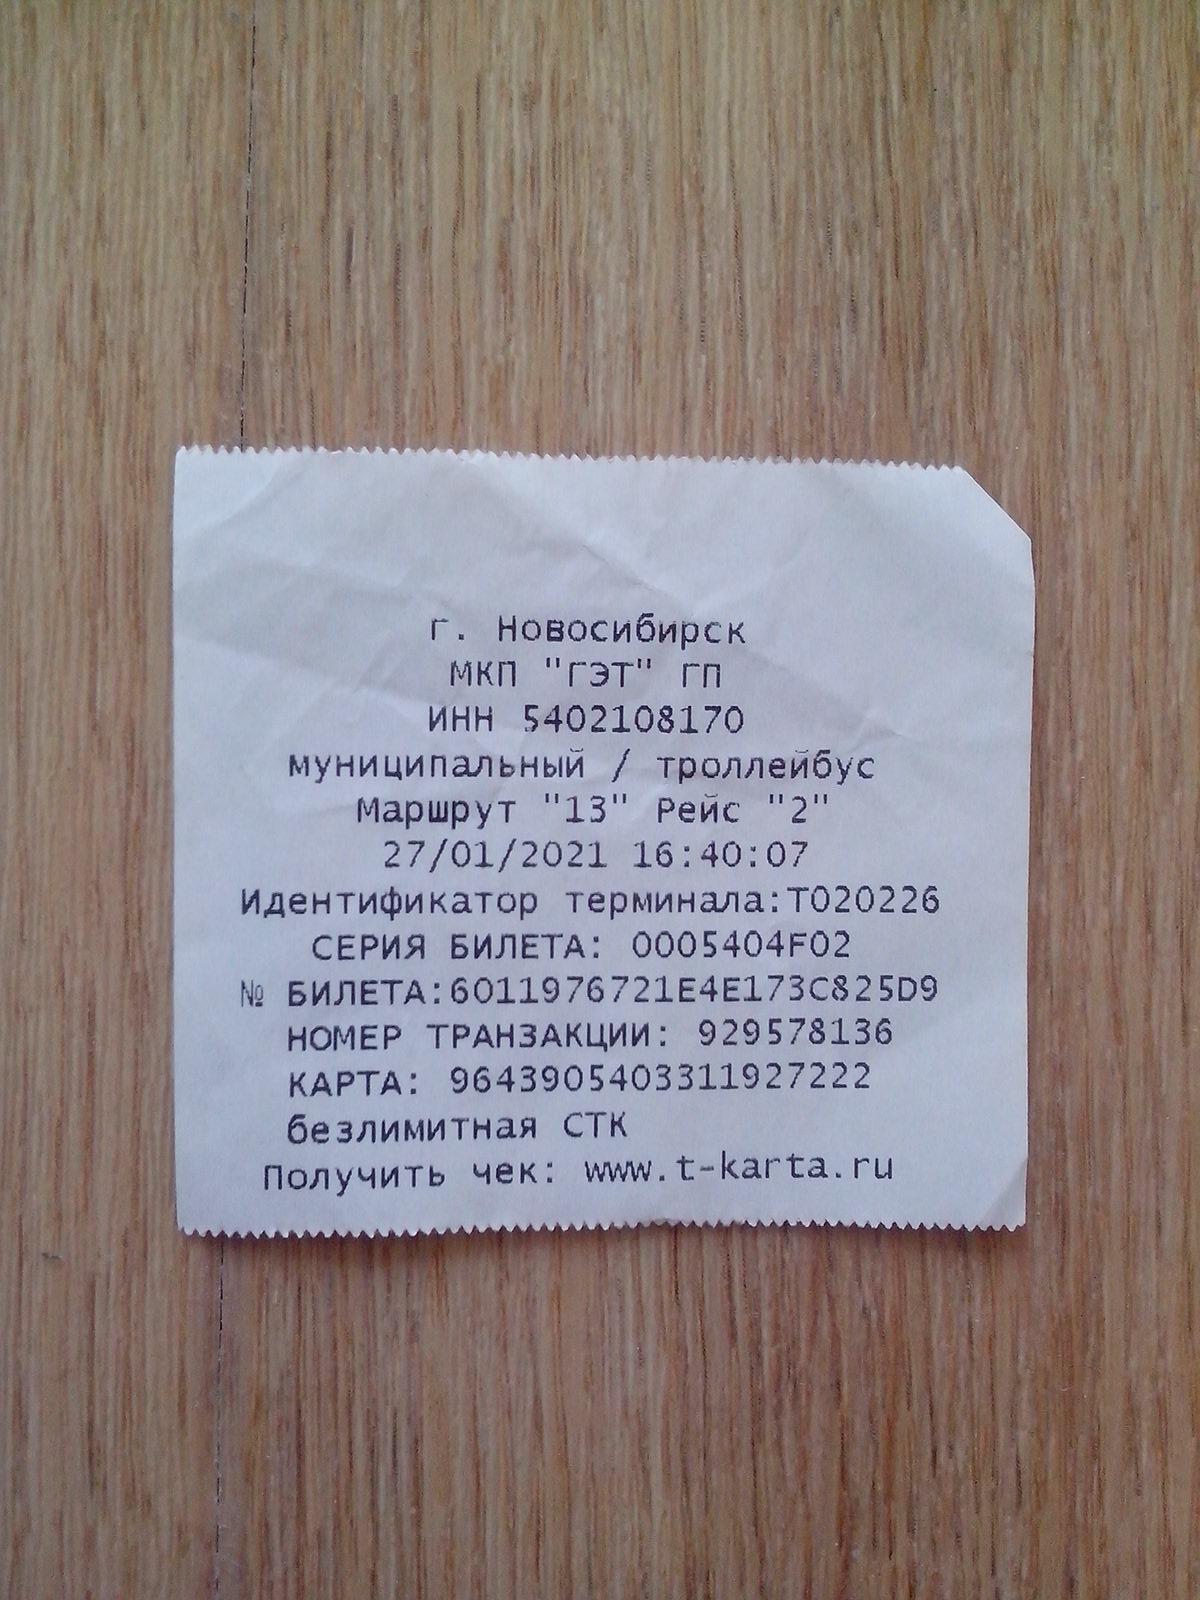 г. Новосибирск
МКП "ГЭТ" ГП
ИНН 5402108170
муниципальный / троллейбус
Маршрут "13" Рейс "2"
27/01/2021 16:40:07
Идентификатор терминала:T020226
СЕРИЯ БИЛЕТА: 0005404F02
№ БИЛЕТА:6011976721E4E173C825D9
НОМЕР ТРАНЗАКЦИИ: 929578136
КАРТА: 9643905403311927222
безлимитная СТК
Получить чек: www.t-karta.ru